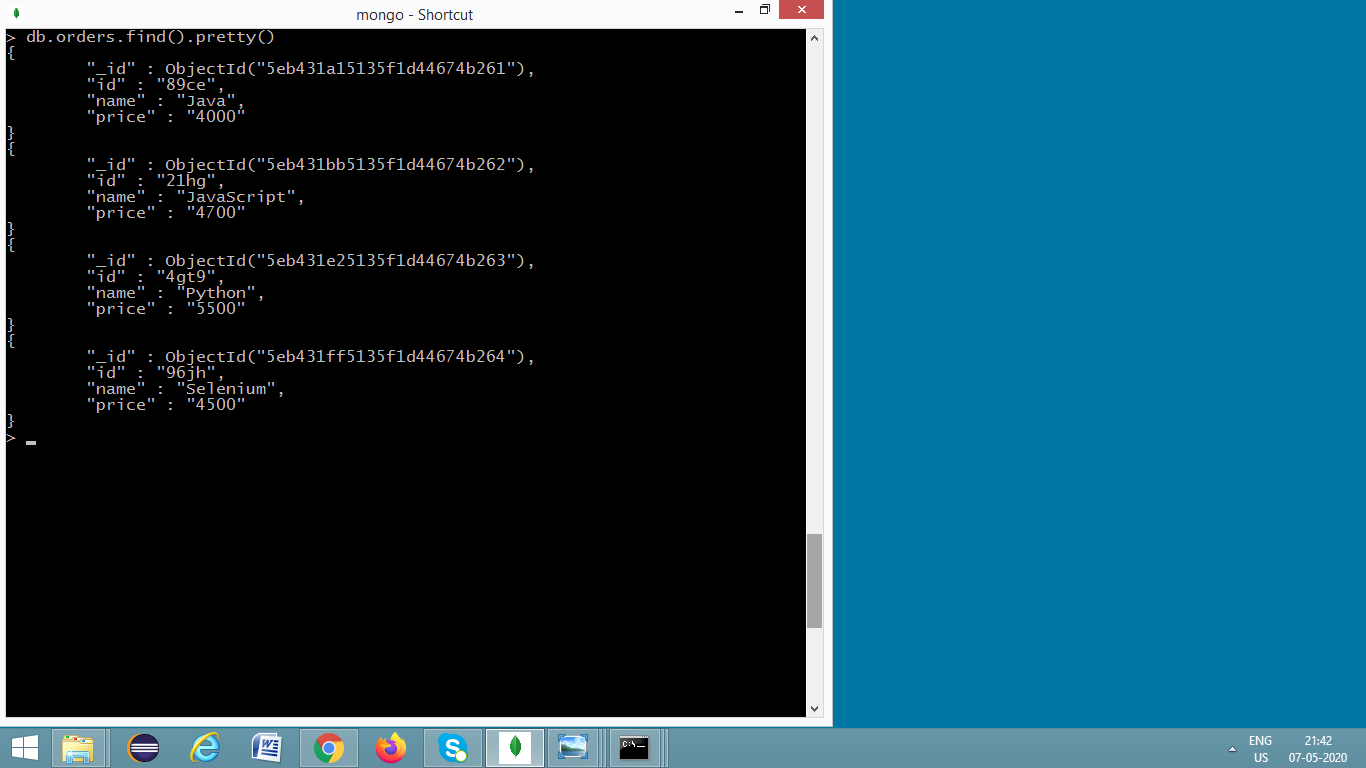 mongo - Shortcut
> db.orders.find().pretty()
{
        "_id" : ObjectId("5eb431a15135f1d44674b261"),
        "id" : "89ce",
        "name" : "Java",
        "price" : "4000"
}
{
        "_id" : ObjectId("5eb431bb5135f1d44674b262"),
        "id" : "21hg",
        "name" : "JavaScript",
        "price" : "4700"
}
{
        "_id" : ObjectId("5eb431e25135f1d44674b263"),
        "id" : "4gt9",
        "name" : "Python",
        "price" : "5500"
}
{
        "_id" : ObjectId("5eb431ff5135f1d44674b264"),
        "id" : "96jh",
        "name" : "Selenium",
        "price" : "4500"
}
> _
ENG 21:42
US 07-05-2020